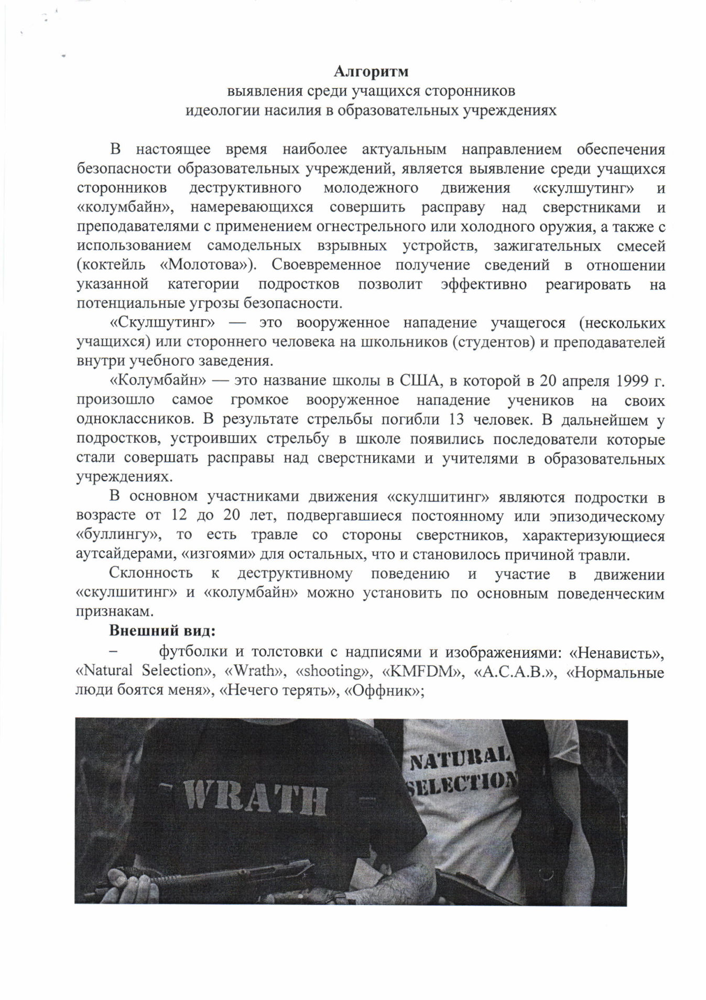 Алгоритм
выявления среди учащихся сторонников
идеологии насилия в образовательных учреждениях
В настоящее время наиболее актуальным направлением обеспечения
безопасности образовательных учреждений, является выявление среди учащихся
сторонников деструктивного молодежного движения «скулшутинг» и
«колумбайн», намеревающихся совершить расправу над сверстниками и
преподавателями с применением огнестрельного или холодного оружия, а также с
использованием самодельных взрывных устройств, зажигательных смесей
(коктейль «Молотова»). Своевременное получение сведений в отношении
указанной категории подростков позволит эффективно реагировать на
потенциальные угрозы безопасности.
«Скулшутинг» — это вооруженное нападение учащегося (нескольких
учащихся) или стороннего человека на школьников (студентов) и преподавателей
внутри учебного заведения.
«Колумбайн» — это название школы в США, в которой в 20 апреля 1999 г.
произошло самое громкое вооруженное нападение учеников на своих
одноклассников. В результате стрельбы погибли 13 человек. В дальнейшем у
подростков, устроивших стрельбу в школе появились последователи которые
стали совершать расправы над сверстниками и учителями в образовательных
учреждениях.
В основном участниками движения «скулшитинг» являются подростки в
возрасте от 12 до 20 лет, подвергавшиеся постоянному или эпизодическому
«буллингу», то есть травле со стороны сверстников, характеризующиеся
аутсайдерами, «изгоями» для остальных, что и становилось причиной травли.
Склонность к деструктивному поведению и участие в движении
«скулшитинг» и «колумбайн» можно установить по основным поведенческим
признакам.
Внешний вид:
– футболки и толстовки с надписями и изображениями: «Ненависть»,
«Natural Selection», «Wrath», «shooting», «KMFDM», «A.C.A.B.», «Нормальные
люди боятся меня», «Нечего терять», «Оффник»;
WRATH
NATURAL
SELECTION